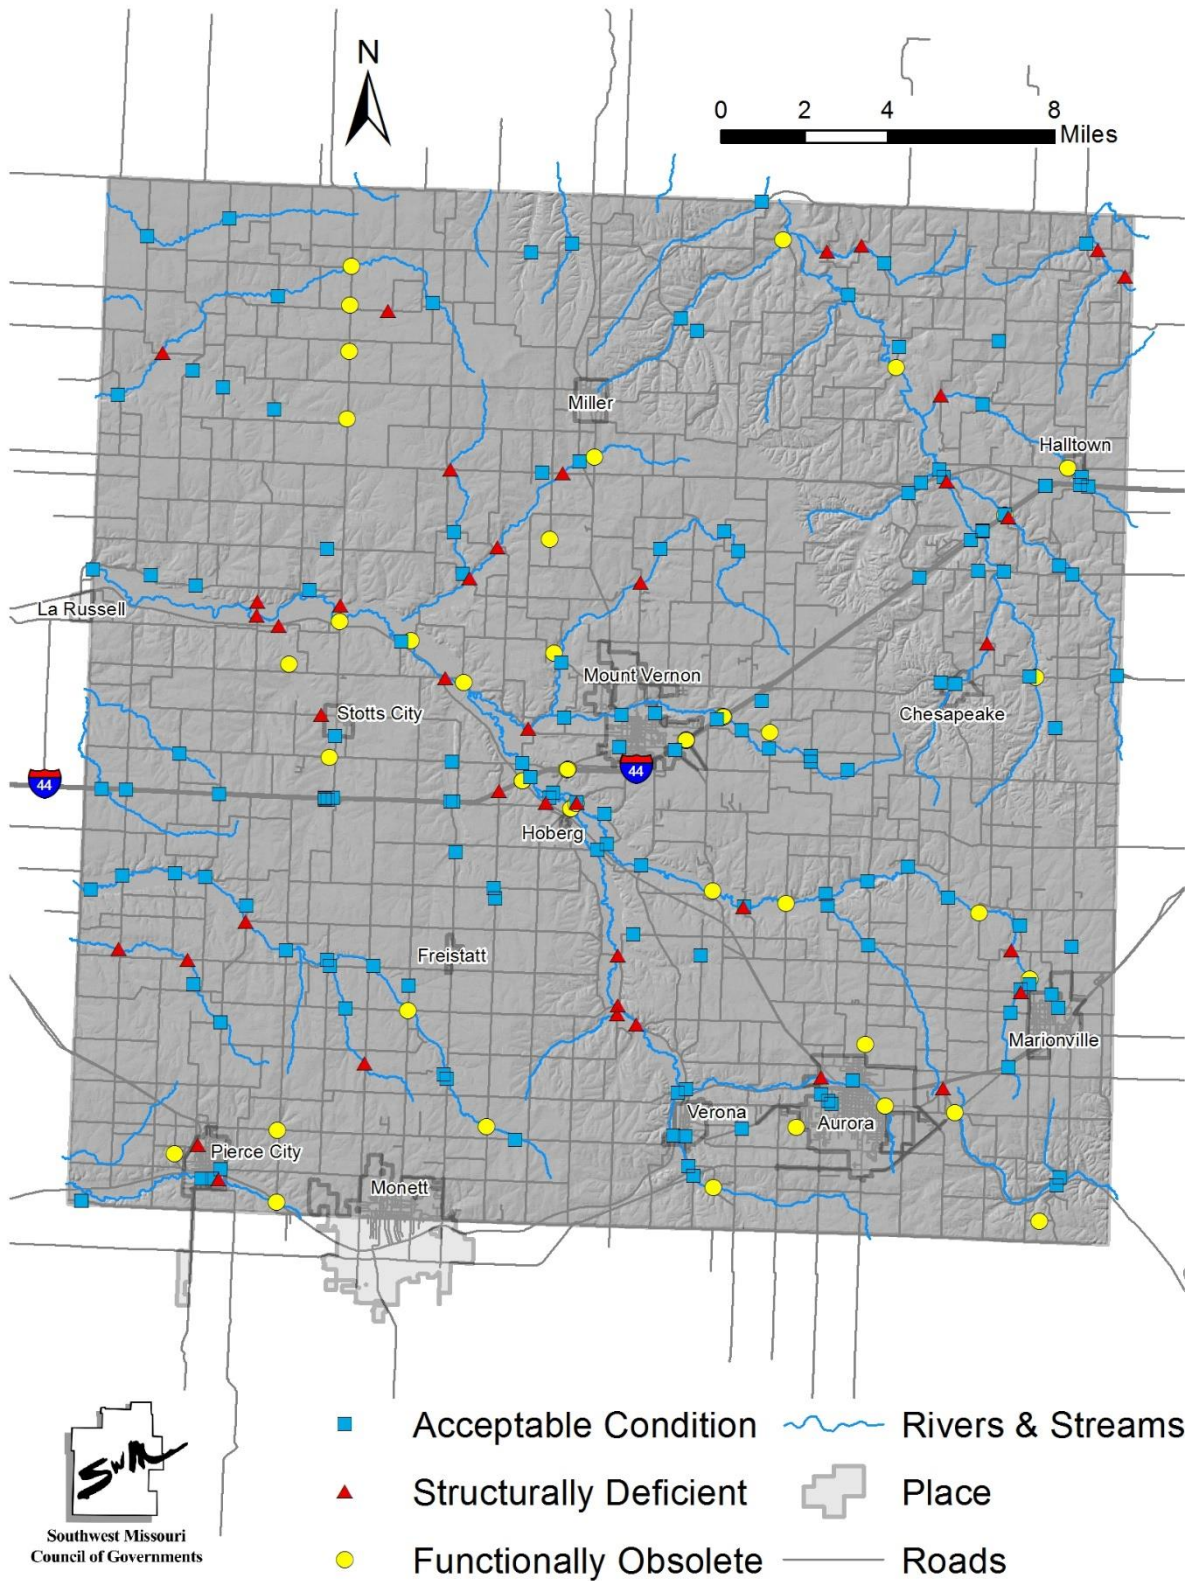 N
0 2 4 8
Miles
Miller
Halltown
La Russell
Mount Vernon
Stotts City
Chesapeake
44
44
Hoberg
Freistatt
Marionville
Verona
Aurora
Pierce City
Monett
SWM
Southwest Missouri
Council of Governments
Acceptable Condition
Rivers & Streams
Structurally Deficient
Place
Functionally Obsolete
Roads